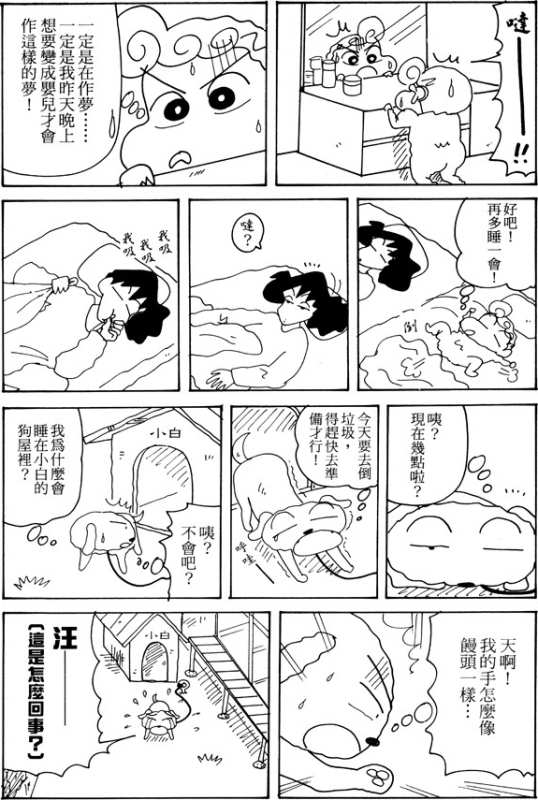 噠——!!
一定是在作夢……
一定是我昨天晚上
想要變成嬰兒才會
作這樣的夢！
好吧！
再多睡一會！
倒
噠？
我吸
我吸
我吸
咦？
現在幾點啦？
今天要去倒
垃圾，
得趕快去準
備才行！
呼
哇
小白
咦？
不會吧？
我爲什麼會
睡在小白的
狗屋裡？
天啊！
我的手怎麼像
饅頭一樣…
小白
汪——
〔這是怎麼回事？〕